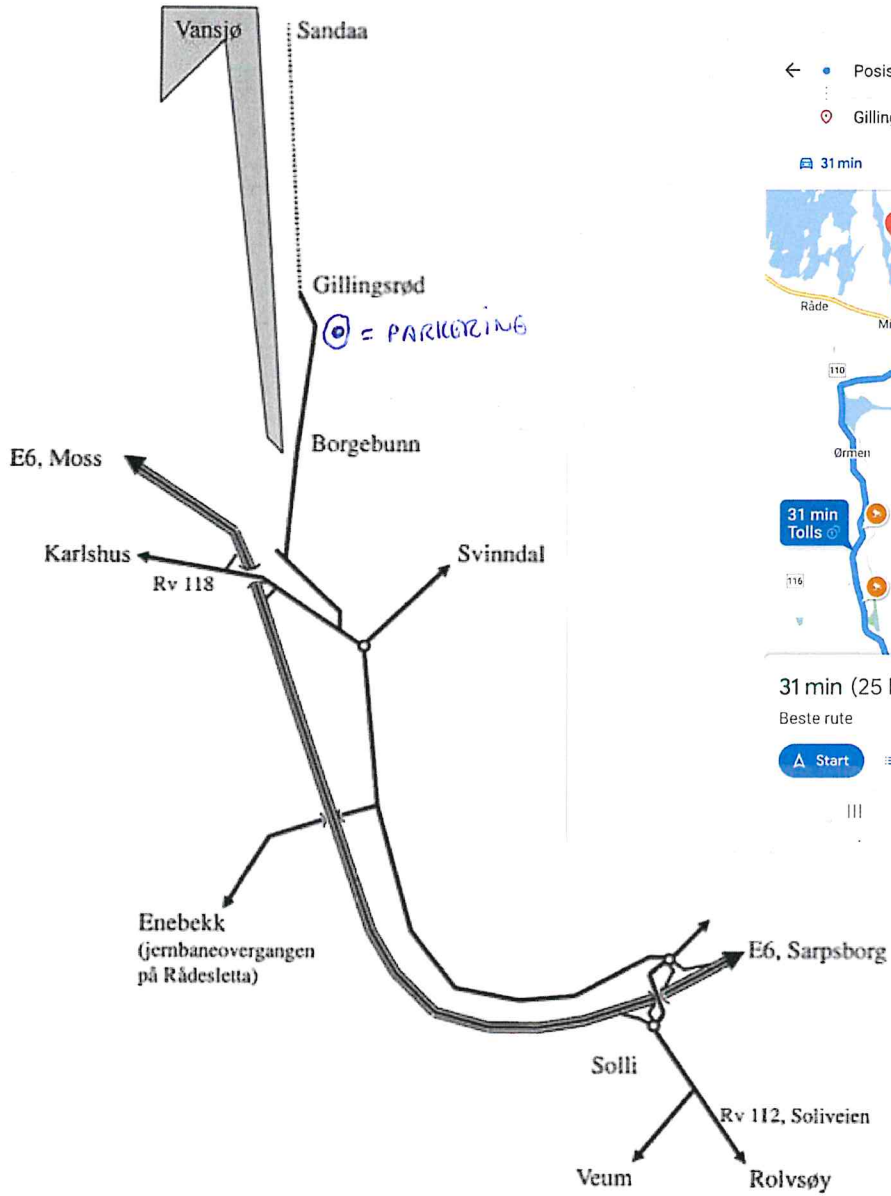 Vansjø
Sandaa
Gillingsrød
= PARKERING
Borgebunn
E6, Moss
Karlshus
Rv 118
Svinndal
Enebekk
(jernbaneovergangen
på Rådesletta)
E6, Sarpsborg
Solli
Rv 112, Soliveien
Veum
Rolvsøy
← Posis
Gilling
31 min
Råde
M
110
Ørmen
31 min
Tolls
116
31 min (25
Beste rute
Start